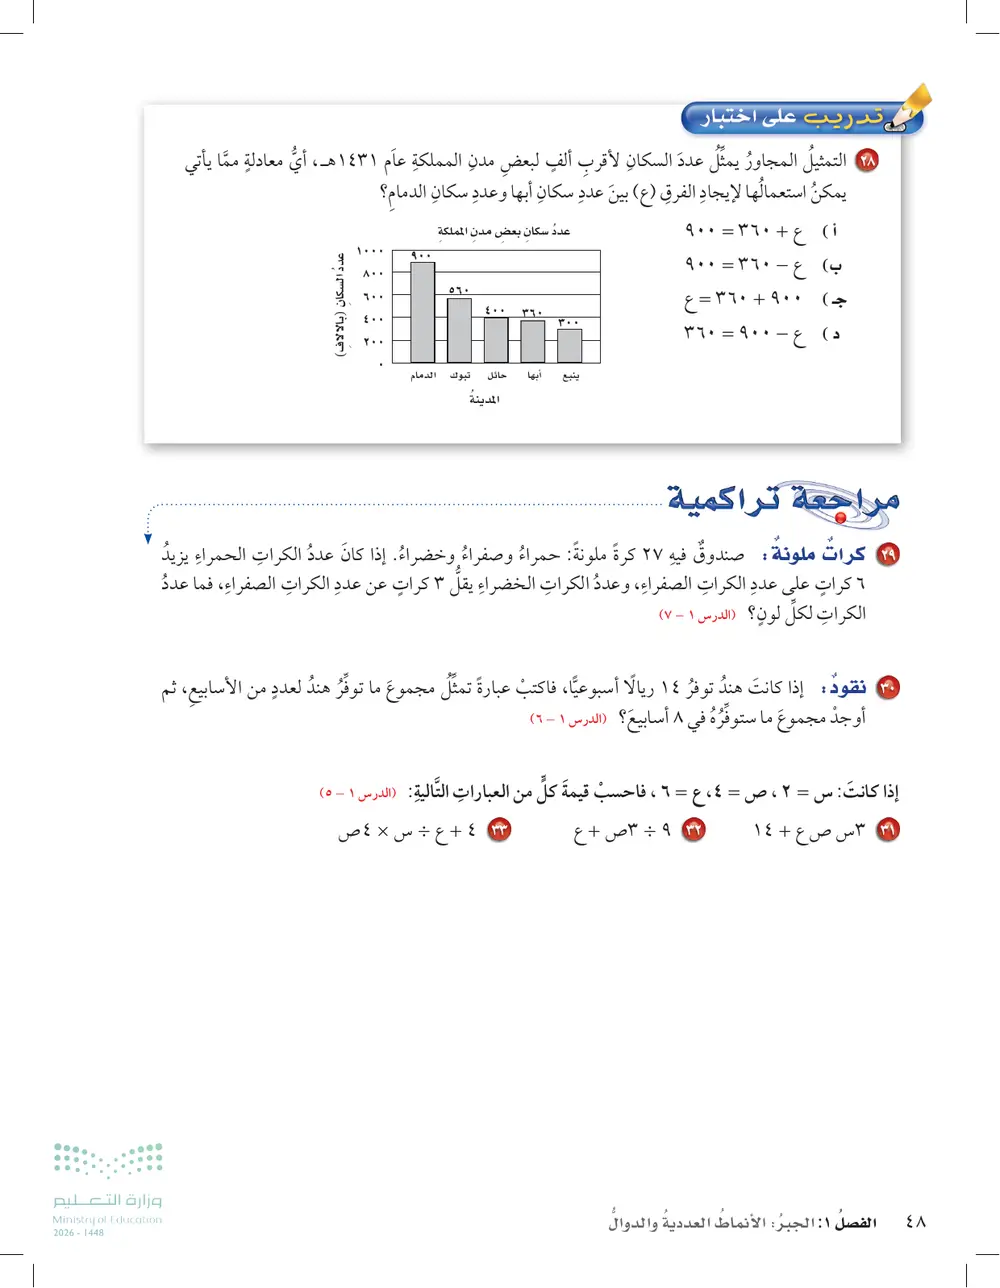 تدريب على اختبار
٢٨ التمثيلُ المجاورُ يمثِّلُ عددَ السكانِ لأقربِ ألفٍ لبعضِ مدنِ المملكةِ عاَم ١٤٣١هـ، أيُّ معادلةٍ ممَّا يأتي
يمكنُ استعمالُها لإيجادِ الفرقِ (ع) بينَ عددِ سكانِ أبها وعددِ سكانِ الدمامِ؟
أ) ع + ٣٦٠ = ٩٠٠
ب) ع − ٣٦٠ = ٩٠٠
جـ) ٩٠٠ + ٣٦٠ = ع
د) ع − ٩٠٠ = ٣٦٠
عددُ سكانِ بعضِ مدنِ المملكةِ
عددُ السكانِ (بالآلافِ)
١٠٠٠
٨٠٠
٦٠٠
٤٠٠
٢٠٠
٠
٩٠٠
٥٦٠
٤٠٠
٣٦٠
٣٠٠
الدمام تبوك حائل أبها ينبع
المدينةُ
مراجعة تراكمية
٢٩ كراتٌ ملونةٌ: صندوقٌ فيهِ ٢٧ كرةً ملونةً: حمراءُ وصفراءُ وخضراءُ. إذا كانَ عددُ الكراتِ الحمراءِ يزيدُ
٦ كراتٍ على عددِ الكراتِ الصفراءِ، وعددُ الكراتِ الخضراءِ يقلُّ ٣ كراتٍ عن عددِ الكراتِ الصفراءِ، فما عددُ
الكراتِ لكلِّ لونٍ؟ (الدرس ١ – ٧)
٣٠ نقودٌ: إذا كانتَ هندُ توفرُ ١٤ ريالًا أسبوعيًّا، فاكتبْ عبارةً تمثِّلُ مجموعَ ما توفِّرُ هندُ لعددٍ من الأسابيعِ، ثم
أوجدْ مجموعَ ما ستوفِّرُهُ في ٨ أسابيعَ؟ (الدرس ١ – ٦)
إذا كانتَ: س = ٢ ، ص = ٤، ع = ٦ ، فاحسبْ قيمةَ كلٍّ من العباراتِ التَّاليةِ: (الدرس ١ – ٥)
٣١ ٣س ص ع + ١٤ ٣٢ ٩ ÷ ٣ص + ع ٣٣ ٤ + ع ÷ س × ٤ص
وزارة التعـــليم
Ministry of Education
2026 - 1448
٤٨ الفصلُ ١: الجبرُ: الأنماطُ العدديةُ والدوالُّ